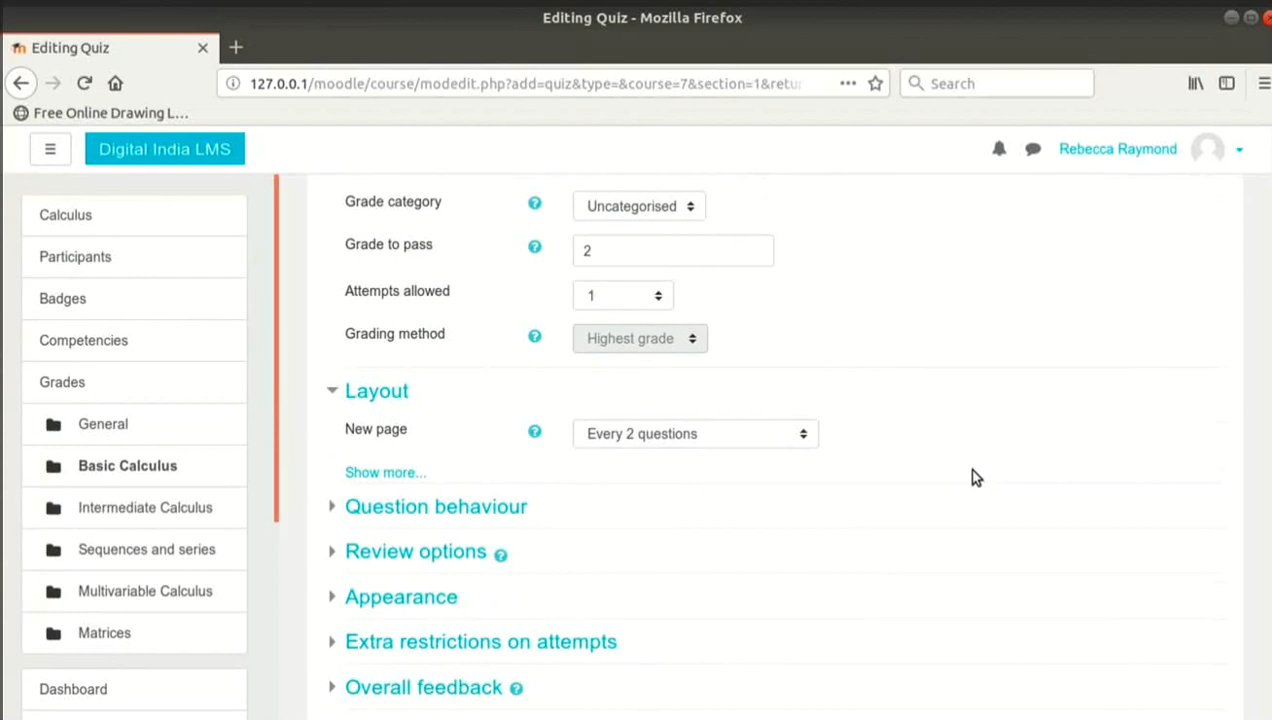 Editing Quiz - Mozilla Firefox
Editing Quiz
127.0.0.1/moodle/course/modedit.php?add=quiz&type=&course=7&section=1&retu
Search
Free Online Drawing L...
Digital India LMS
Rebecca Raymond
Calculus
Participants
Badges
Competencies
Grades
General
Basic Calculus
Intermediate Calculus
Sequences and series
Multivariable Calculus
Matrices
Dashboard
Grade category
Uncategorised
Grade to pass
2
Attempts allowed
1
Grading method
Highest grade
Layout
New page
Every 2 questions
Show more...
Question behaviour
Review options
Appearance
Extra restrictions on attempts
Overall feedback